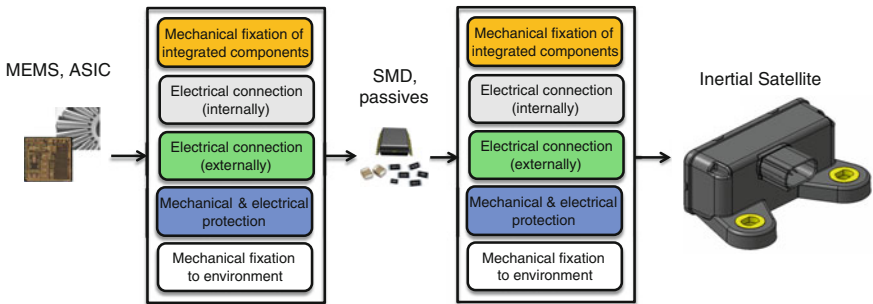 MEMS, ASIC
Mechanical fixation of
integrated components
Electrical connection
(internally)
Electrical connection
(externally)
Mechanical & electrical
protection
Mechanical fixation
to environment
SMD,
passives
Mechanical fixation of
integrated components
Electrical connection
(internally)
Electrical connection
(externally)
Mechanical & electrical
protection
Mechanical fixation
to environment
Inertial Satellite